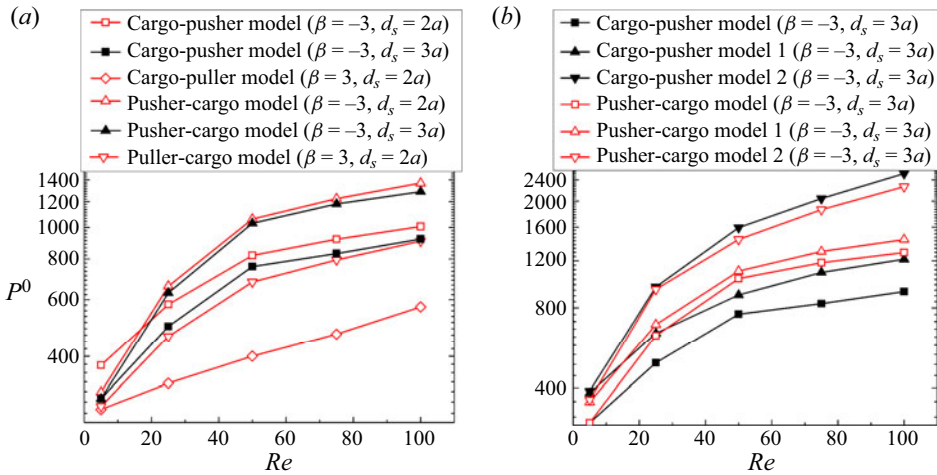 (a)
Cargo-pusher model (β = –3, dₛ = 2a)
Cargo-pusher model (β = –3, dₛ = 3a)
Cargo-puller model (β = 3, dₛ = 2a)
Pusher-cargo model (β = –3, dₛ = 2a)
Pusher-cargo model (β = –3, dₛ = 3a)
Puller-cargo model (β = 3, dₛ = 2a)
1400
1200
1000
800
600
400
P⁰
0 20 40 60 80 100
Re
(b)
Cargo-pusher model (β = –3, dₛ = 3a)
Cargo-pusher model 1 (β = –3, dₛ = 3a)
Cargo-pusher model 2 (β = –3, dₛ = 3a)
Pusher-cargo model (β = –3, dₛ = 3a)
Pusher-cargo model 1 (β = –3, dₛ = 3a)
Pusher-cargo model 2 (β = –3, dₛ = 3a)
2400
2000
1600
1200
800
400
0 20 40 60 80 100
Re